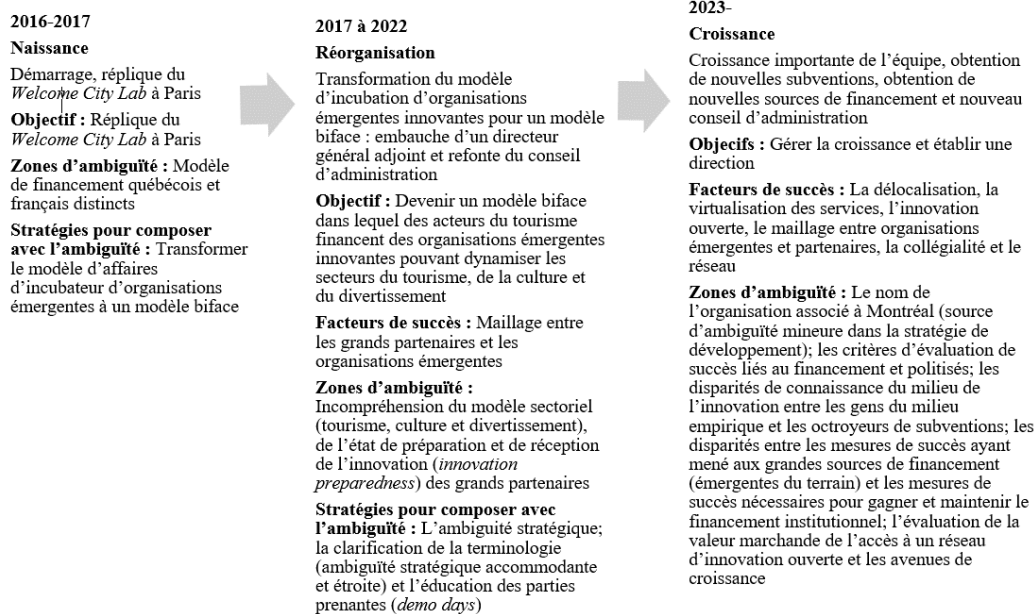 2016-2017
Naissance
Démarrage, réplique du
Welcome City Lab à Paris
Objectif : Réplique du
Welcome City Lab à Paris
Zones d'ambiguïté : Modèle
de financement québécois et
français distincts
Stratégies pour composer
avec l'ambiguïté : Transformer
le modèle d'affaires
d'incubateur d'organisations
émergentes à un modèle biface
2017 à 2022
Réorganisation
Transformation du modèle
d'incubation d'organisations
émergentes innovantes pour un modèle
biface : embauche d'un directeur
général adjoint et refonte du conseil
d'administration
Objectif : Devenir un modèle biface
dans lequel des acteurs du tourisme
financent des organisations émergentes
innovantes pouvant dynamiser les
secteurs du tourisme, de la culture et
du divertissement
Facteurs de succès : Maillage entre
les grands partenaires et les
organisations émergentes
Zones d'ambiguïté :
Incompréhension du modèle sectoriel
(tourisme, culture et divertissement),
de l'état de préparation et de réception
de l'innovation (innovation
preparedness) des grands partenaires
Stratégies pour composer avec
l'ambiguïté : L'ambiguité stratégique;
la clarification de la terminologie
(ambiguïté stratégique accommodante
et étroite) et l'éducation des parties
prenantes (demo days)
2023-
Croissance
Croissance importante de l'équipe, obtention
de nouvelles subventions, obtention de
nouvelles sources de financement et nouveau
conseil d'administration
Objecifs : Gérer la croissance et établir une
direction
Facteurs de succès : La délocalisation, la
virtualisation des services, l'innovation
ouverte, le maillage entre organisations
émergentes et partenaires, la collégialité et le
réseau
Zones d'ambiguïté : Le nom de
l'organisation associé à Montréal (source
d'ambiguïté mineure dans la stratégie de
développement); les critères d'évaluation de
succès liés au financement et politisés; les
disparités de connaissance du milieu de
l'innovation entre les gens du milieu
empirique et les octroyeurs de subventions; les
disparités entre les mesures de succès ayant
mené aux grandes sources de financement
(émergentes du terrain) et les mesures de
succès nécessaires pour gagner et maintenir le
financement institutionnel; l'évaluation de la
valeur marchande de l'accès à un réseau
d'innovation ouverte et les avenues de
croissance